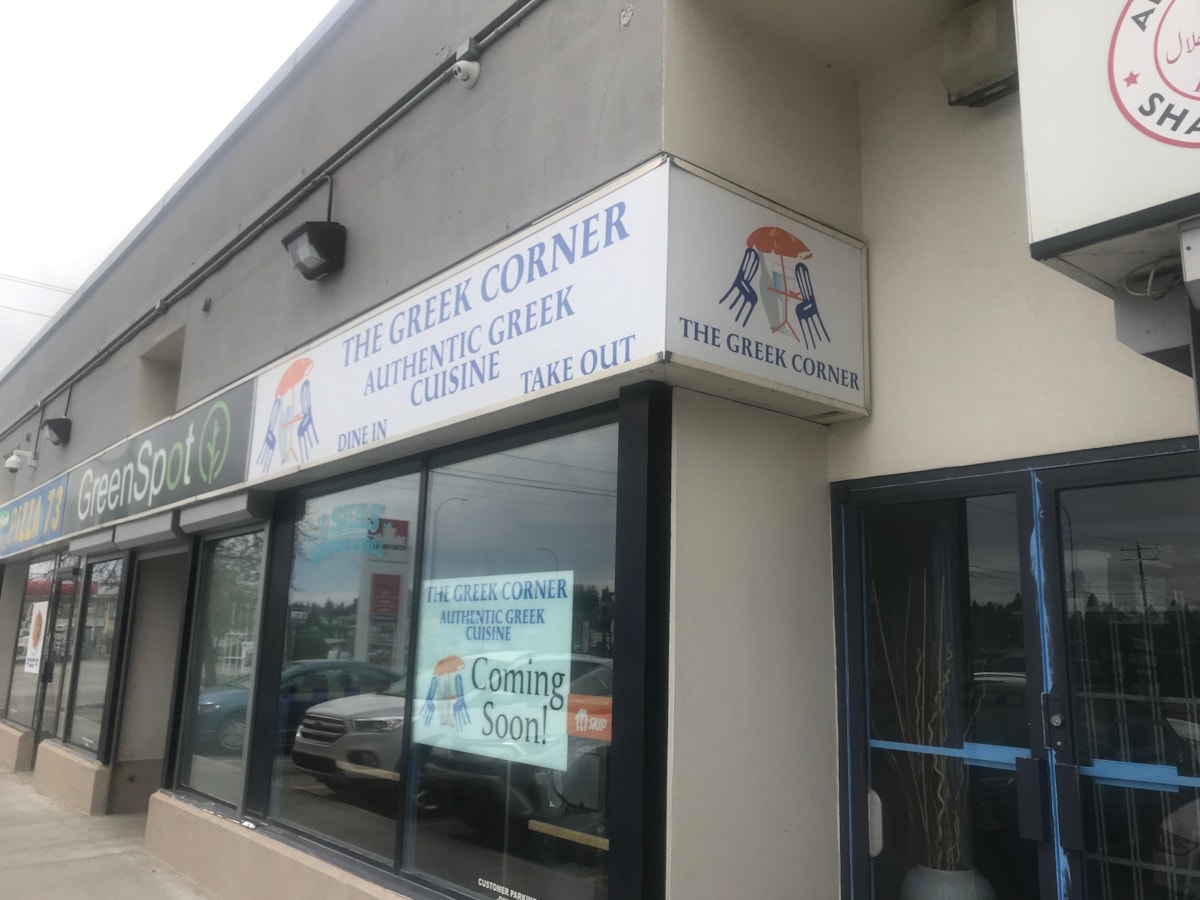 THE GREEK CORNER
AUTHENTIC GREEK
CUISINE
DINE IN
TAKE OUT
THE GREEK CORNER
GreenSpot
PIZZA 73
THE GREEK CORNER
AUTHENTIC GREEK
CUISINE
Coming
Soon!
SKIP
CUSTOMER PARKING
حلال